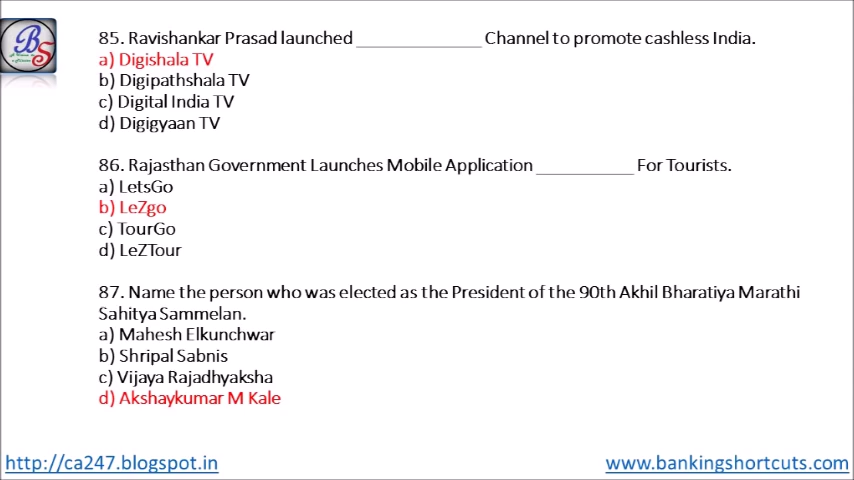 BS
85. Ravishankar Prasad launched ______________ Channel to promote cashless India.
a) Digishala TV
b) Digipathshala TV
c) Digital India TV
d) Digigyaan TV
86. Rajasthan Government Launches Mobile Application ___________ For Tourists.
a) LetsGo
b) LeZgo
c) TourGo
d) LeZTour
87. Name the person who was elected as the President of the 90th Akhil Bharatiya Marathi
Sahitya Sammelan.
a) Mahesh Elkunchwar
b) Shripal Sabnis
c) Vijaya Rajadhyaksha
d) Akshaykumar M Kale
http://ca247.blogspot.in
www.bankingshortcuts.com